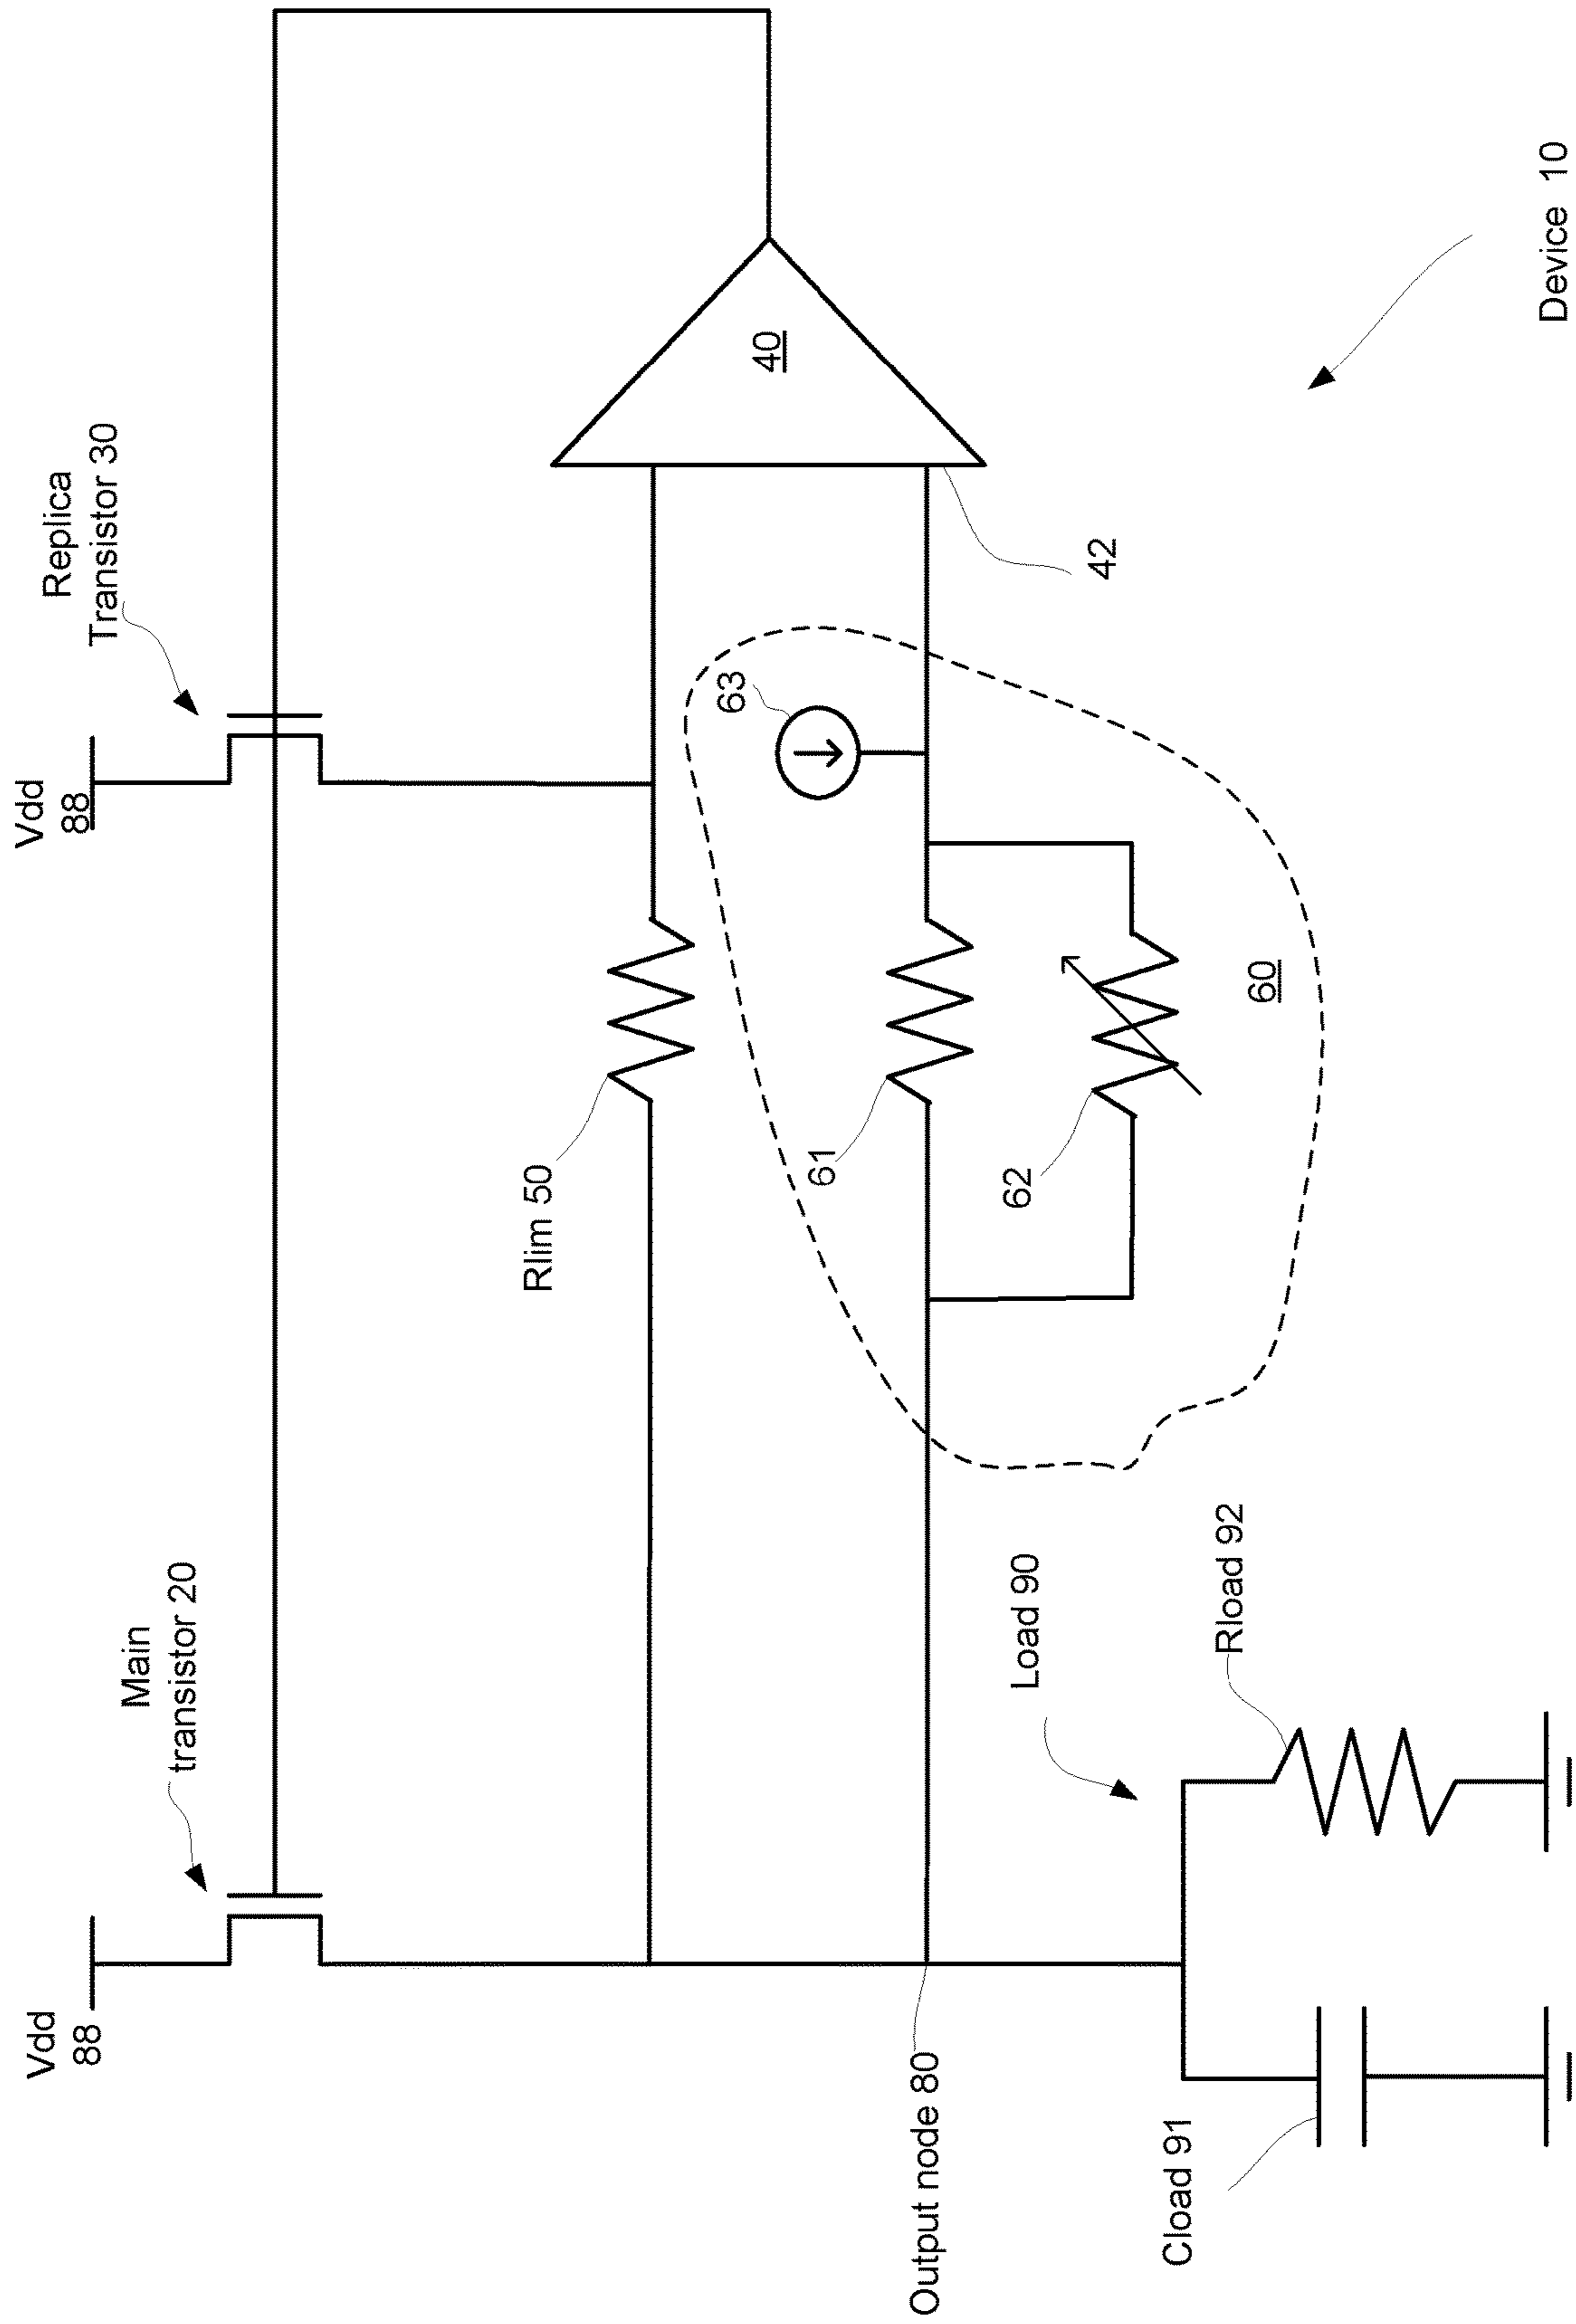 Vdd
88
Main
transistor 20
Vdd
88
Replica
Transistor 30
Rlim 50
63
40
61
Output node 80
Load 90
62
42
Cload 91
Rload 92
60
Device 10